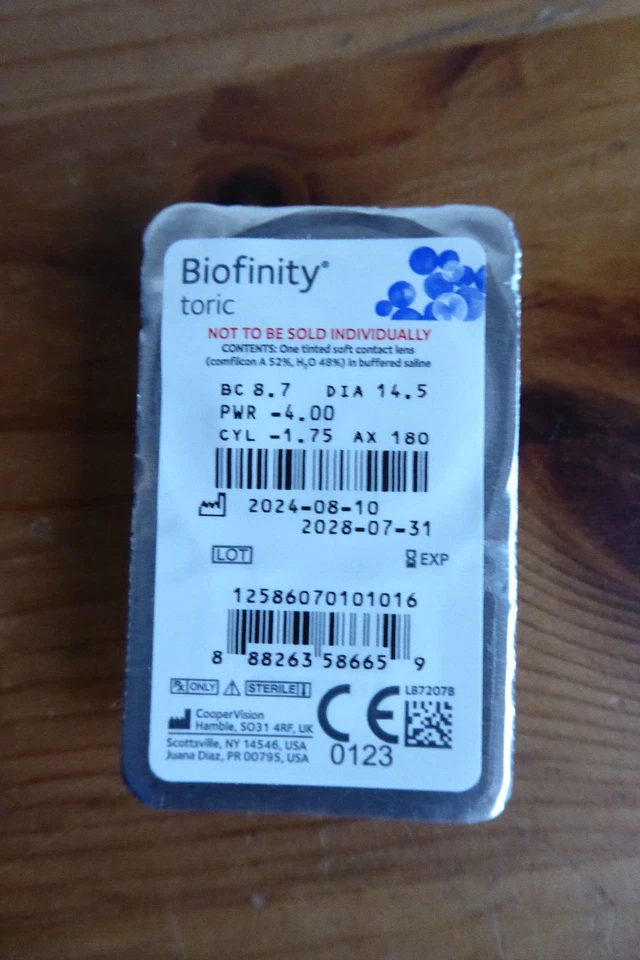 Biofinity®
toric
NOT TO BE SOLD INDIVIDUALLY
CONTENTS: One tinted soft contact lens
(comfilcon A 52%, H₂O 48%) in buffered saline
BC 8.7 DIA 14.5
PWR -4.00
CYL -1.75 AX 180
2024-08-10
2028-07-31
LOT EXP
12586070101016
8 88263 58665 9
Rx ONLY STERILE
LB7207B
CooperVision
Hamble, SO31 4RF, UK
Scottsville, NY 14546, USA
Juana Diaz, PR 00795, USA
CE
0123